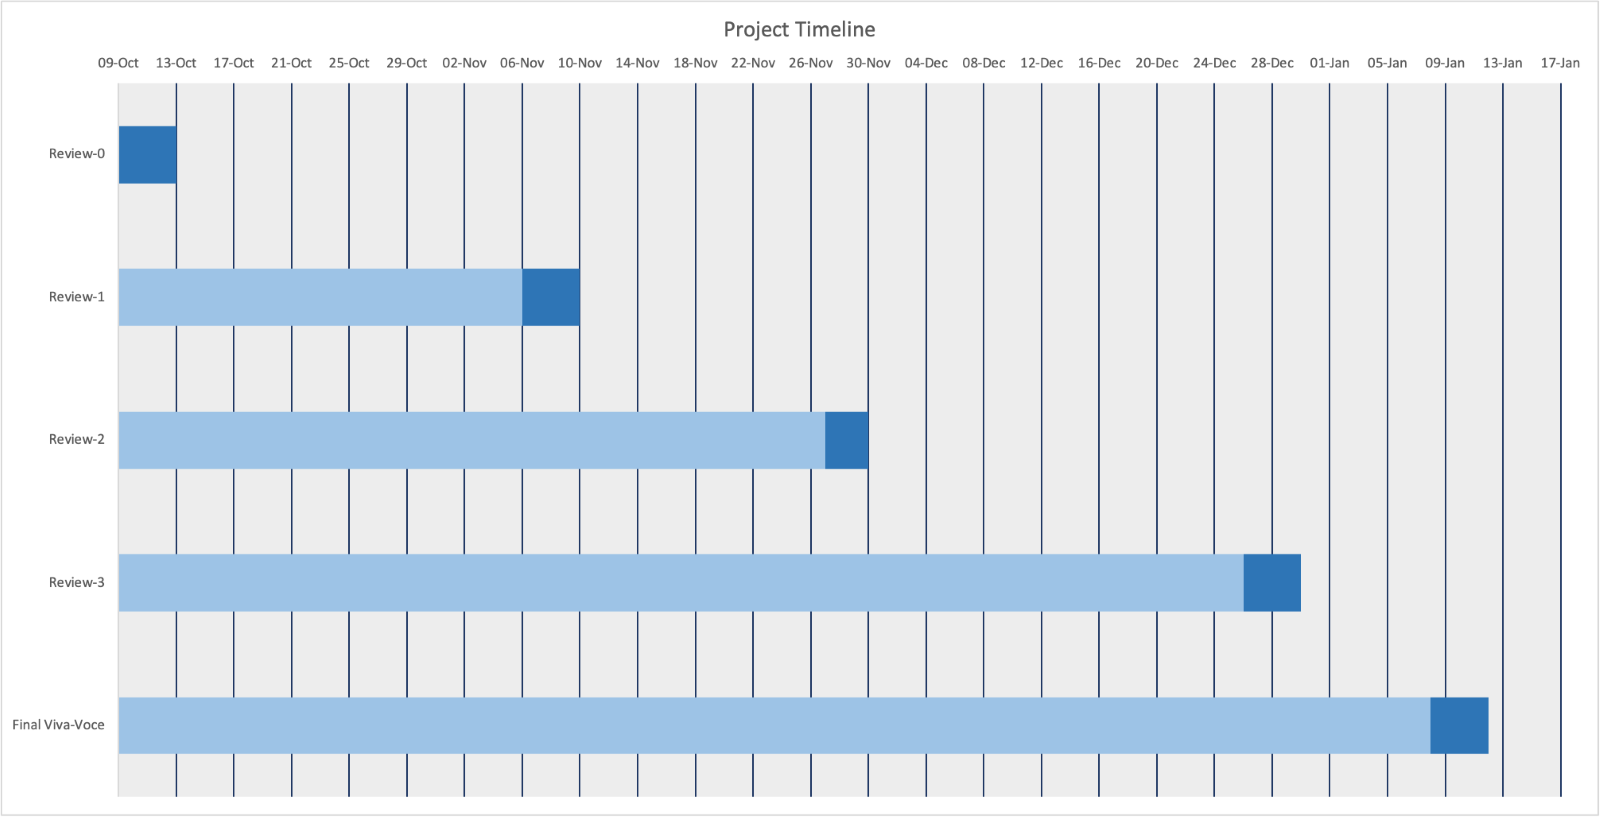 Project Timeline
09-Oct 13-Oct 17-Oct 21-Oct 25-Oct 29-Oct 02-Nov 06-Nov 10-Nov 14-Nov 18-Nov 22-Nov 26-Nov 30-Nov 04-Dec 08-Dec 12-Dec 16-Dec 20-Dec 24-Dec 28-Dec 01-Jan 05-Jan 09-Jan 13-Jan 17-Jan
Review-0
Review-1
Review-2
Review-3
Final Viva-Voce